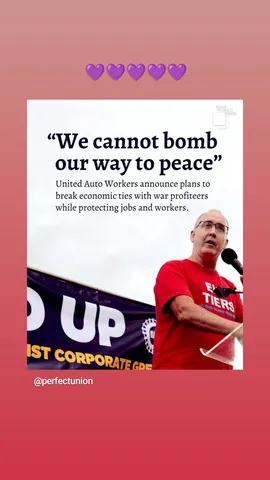 “We cannot bomb
our way to peace”
United Auto Workers announce plans to
break economic ties with war profiteers
while protecting jobs and workers.
TIERS
D UP
IST CORPORATE GRE
@perfectunion